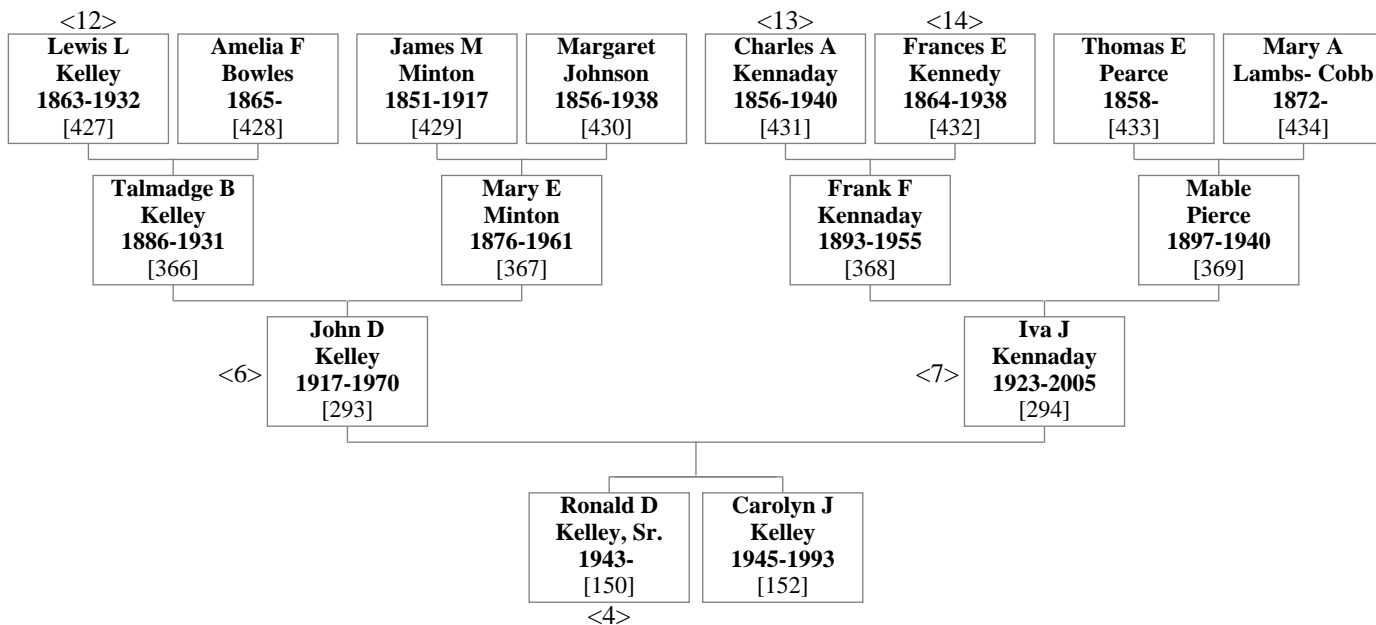 <12>
<13>
<14>
Lewis L
Kelley
1863-1932
[427]
Amelia F
Bowles
1865-
[428]
James M
Minton
1851-1917
[429]
Margaret
Johnson
1856-1938
[430]
Charles A
Kennaday
1856-1940
[431]
Frances E
Kennedy
1864-1938
[432]
Thomas E
Pearce
1858-
[433]
Mary A
Lambs- Cobb
1872-
[434]
Talmadge B
Kelley
1886-1931
[366]
Mary E
Minton
1876-1961
[367]
Frank F
Kennaday
1893-1955
[368]
Mable
Pierce
1897-1940
[369]
<6>
John D
Kelley
1917-1970
[293]
<7>
Iva J
Kennaday
1923-2005
[294]
Ronald D
Kelley, Sr.
1943-
[150]
Carolyn J
Kelley
1945-1993
[152]
<4>